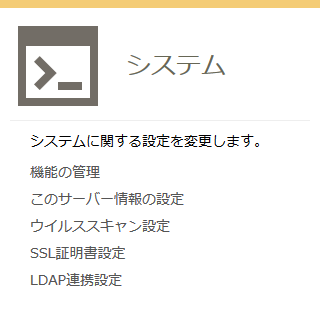 システム
システムに関する設定を変更します。
機能の管理
このサーバー情報の設定
ウイルススキャン設定
SSL証明書設定
LDAP連携設定